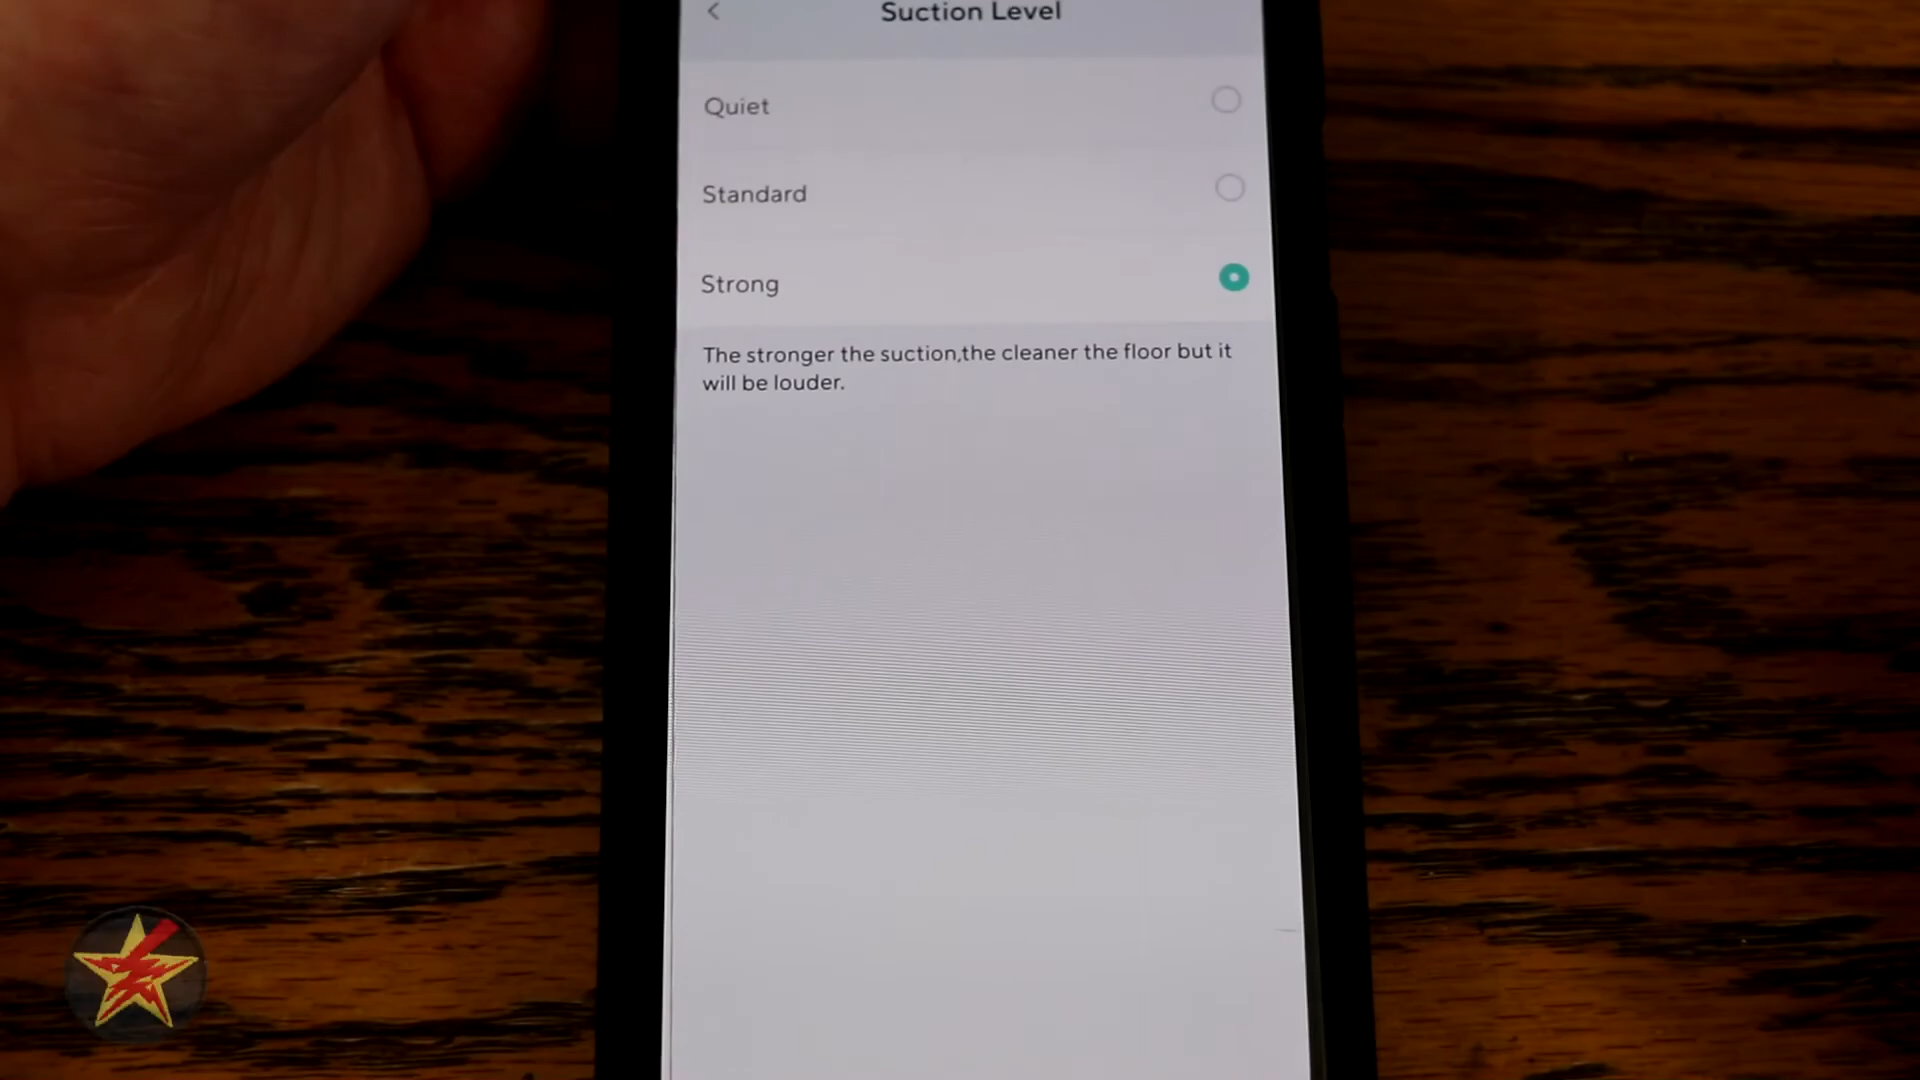 Suction Level
Quiet
Standard
Strong
The stronger the suction,the cleaner the floor but it
will be louder.